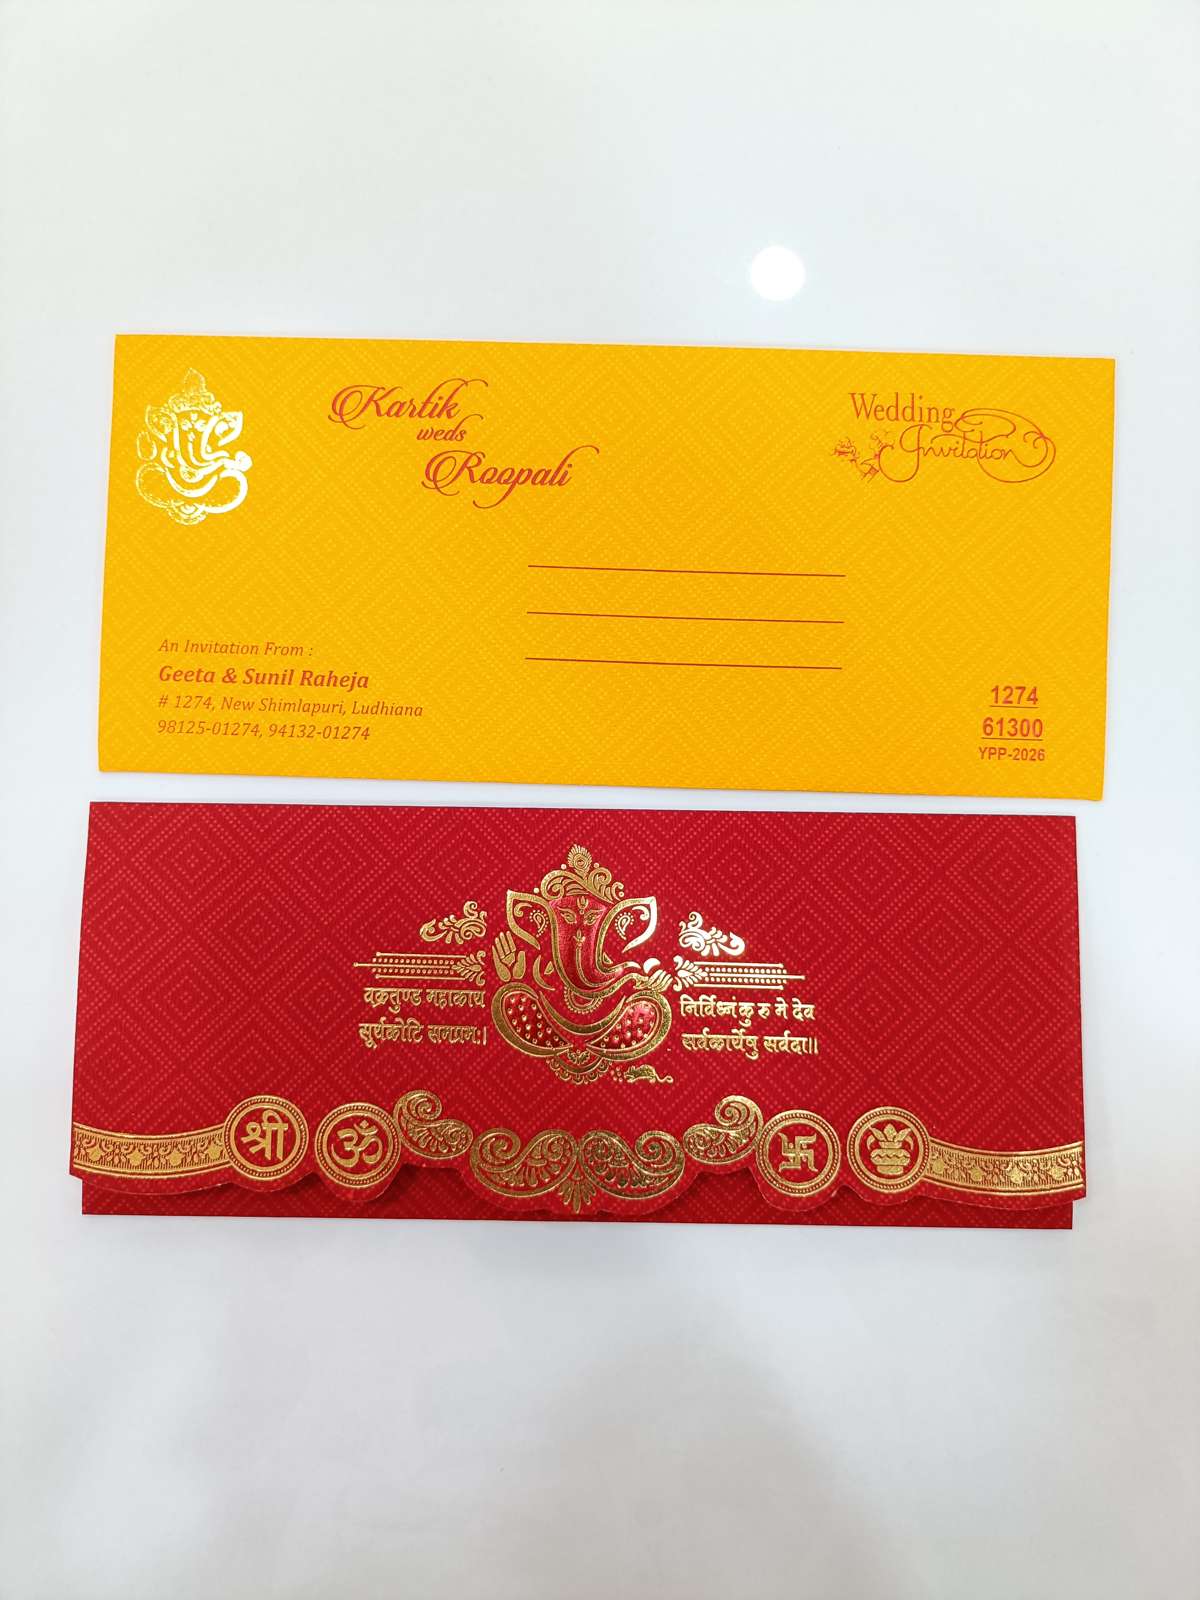 Kartik
weds
Roopali
Wedding
Invitation
An Invitation From :
Geeta & Sunil Raheja
# 1274, New Shimlapuri, Ludhiana
98125-01274, 94132-01274
1274
61300
YPP-2026
वक्रतुण्ड महाकाय
सूर्यकोटि समप्रभः।
निर्विध्नं कु रु मे देव
सर्वकार्येषु सर्वदा॥
श्री
ॐ